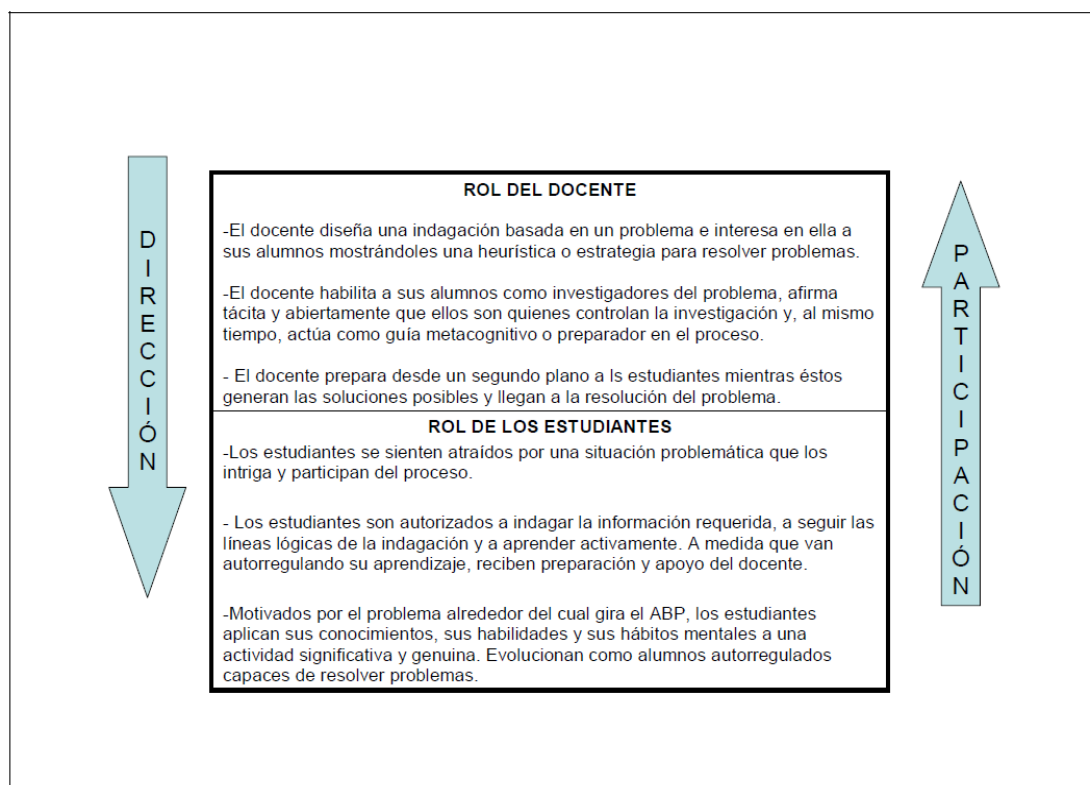 DIRECCIÓN
ROL DEL DOCENTE
-El docente diseña una indagación basada en un problema e interesa en ella a
sus alumnos mostrándoles una heurística o estrategia para resolver problemas.
-El docente habilita a sus alumnos como investigadores del problema, afirma
tácita y abiertamente que ellos son quienes controlan la investigación y, al mismo
tiempo, actúa como guía metacognitivo o preparador en el proceso.
- El docente prepara desde un segundo plano a ls estudiantes mientras éstos
generan las soluciones posibles y llegan a la resolución del problema.
ROL DE LOS ESTUDIANTES
-Los estudiantes se sienten atraídos por una situación problemática que los
intriga y participan del proceso.
- Los estudiantes son autorizados a indagar la información requerida, a seguir las
líneas lógicas de la indagación y a aprender activamente. A medida que van
autorregulando su aprendizaje, reciben preparación y apoyo del docente.
-Motivados por el problema alrededor del cual gira el ABP, los estudiantes
aplican sus conocimientos, sus habilidades y sus hábitos mentales a una
actividad significativa y genuina. Evolucionan como alumnos autorregulados
capaces de resolver problemas.
PARTICIPACIÓN